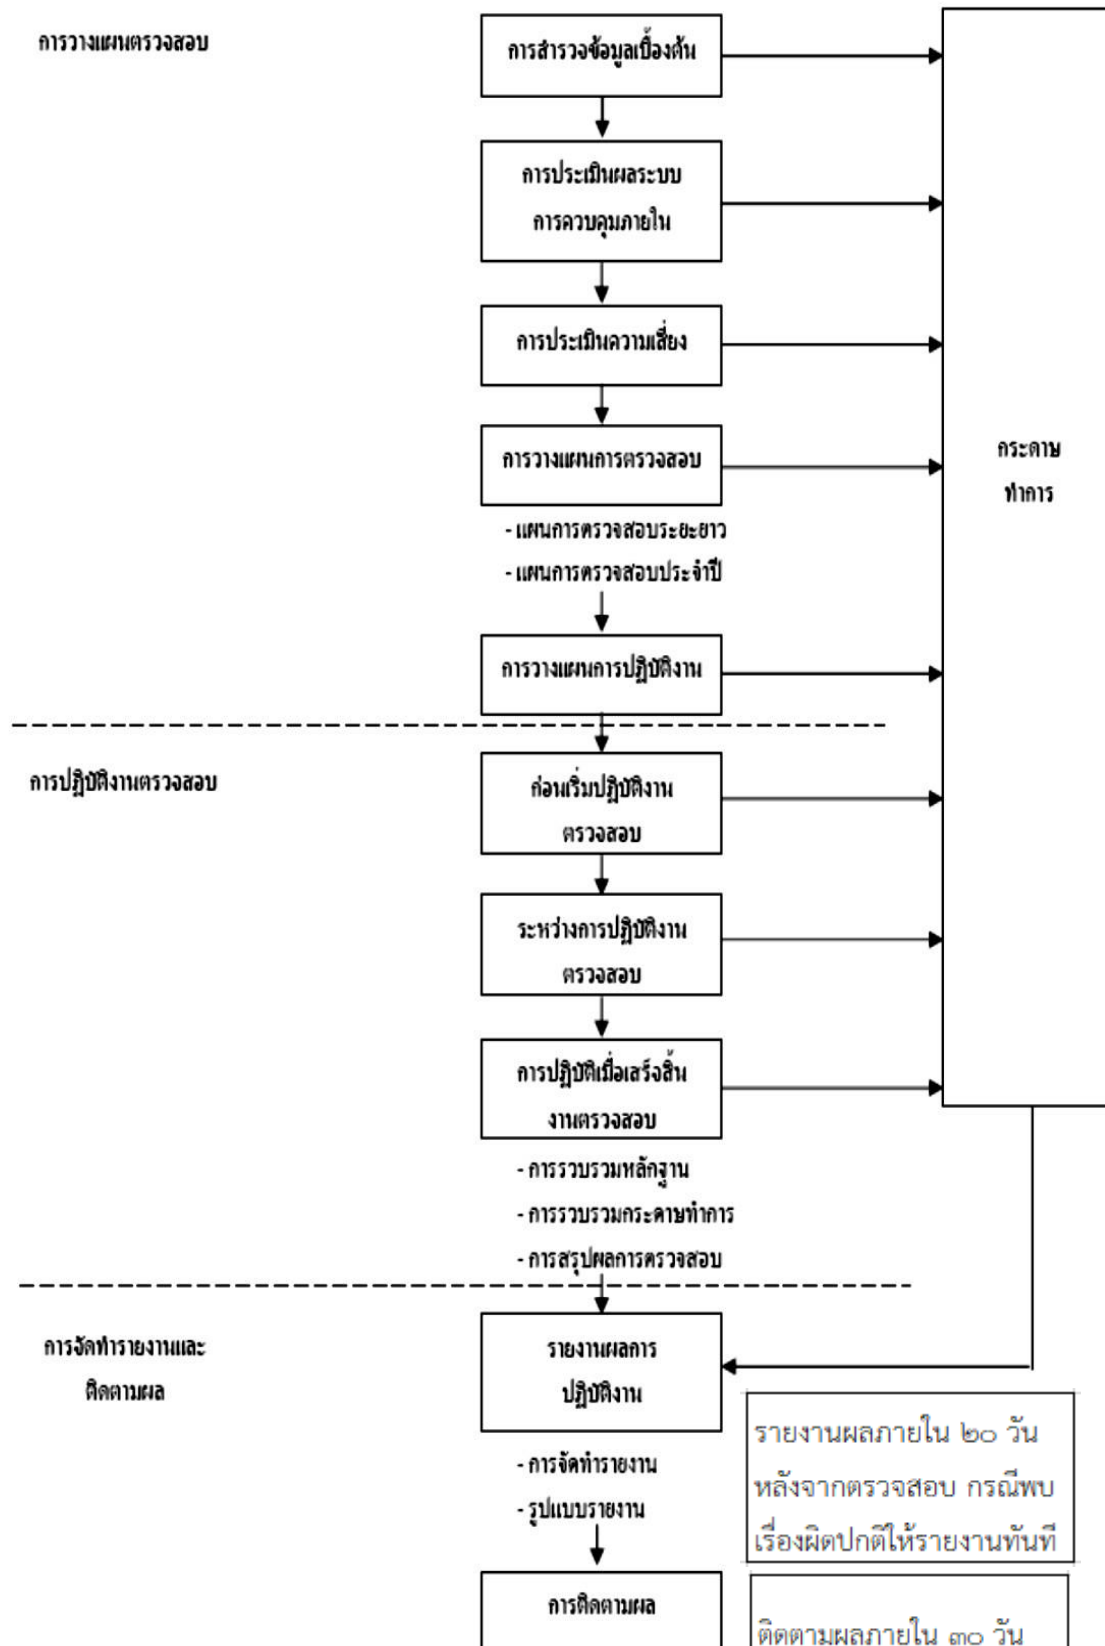 การวางแผนตรวจสอบ
การสำรวจข้อมูลเบื้องต้น
การประเมินผลระบบ
การควบคุมภายใน
การประเมินความเสี่ยง
การวางแผนการตรวจสอบ
- แผนการตรวจสอบระยะยาว
- แผนการตรวจสอบประจำปี
การวางแผนการปฏิบัติงาน
กระดาษ
ทำการ
การปฏิบัติงานตรวจสอบ
ก่อนเริ่มปฏิบัติงาน
ตรวจสอบ
ระหว่างการปฏิบัติงาน
ตรวจสอบ
การปฏิบัติเมื่อเสร็จสิ้น
งานตรวจสอบ
- การรวบรวมหลักฐาน
- การรวบรวมกระดาษทำการ
- การสรุปผลการตรวจสอบ
การจัดทำรายงานและ
ติดตามผล
รายงานผลการ
ปฏิบัติงาน
- การจัดทำรายงาน
- รูปแบบรายงาน
รายงานผลภายใน ๒๐ วัน
หลังจากตรวจสอบ กรณีพบ
เรื่องผิดปกติให้รายงานทันที
การติดตามผล
ติดตามผลภายใน ๓๐ วัน